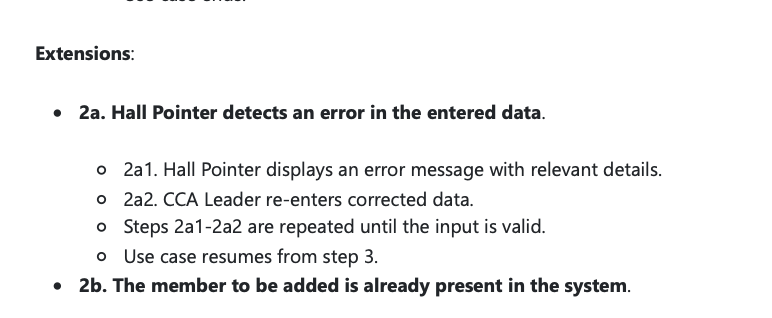 Extensions:
• 2a. Hall Pointer detects an error in the entered data.
○ 2a1. Hall Pointer displays an error message with relevant details.
○ 2a2. CCA Leader re-enters corrected data.
○ Steps 2a1-2a2 are repeated until the input is valid.
○ Use case resumes from step 3.
• 2b. The member to be added is already present in the system.